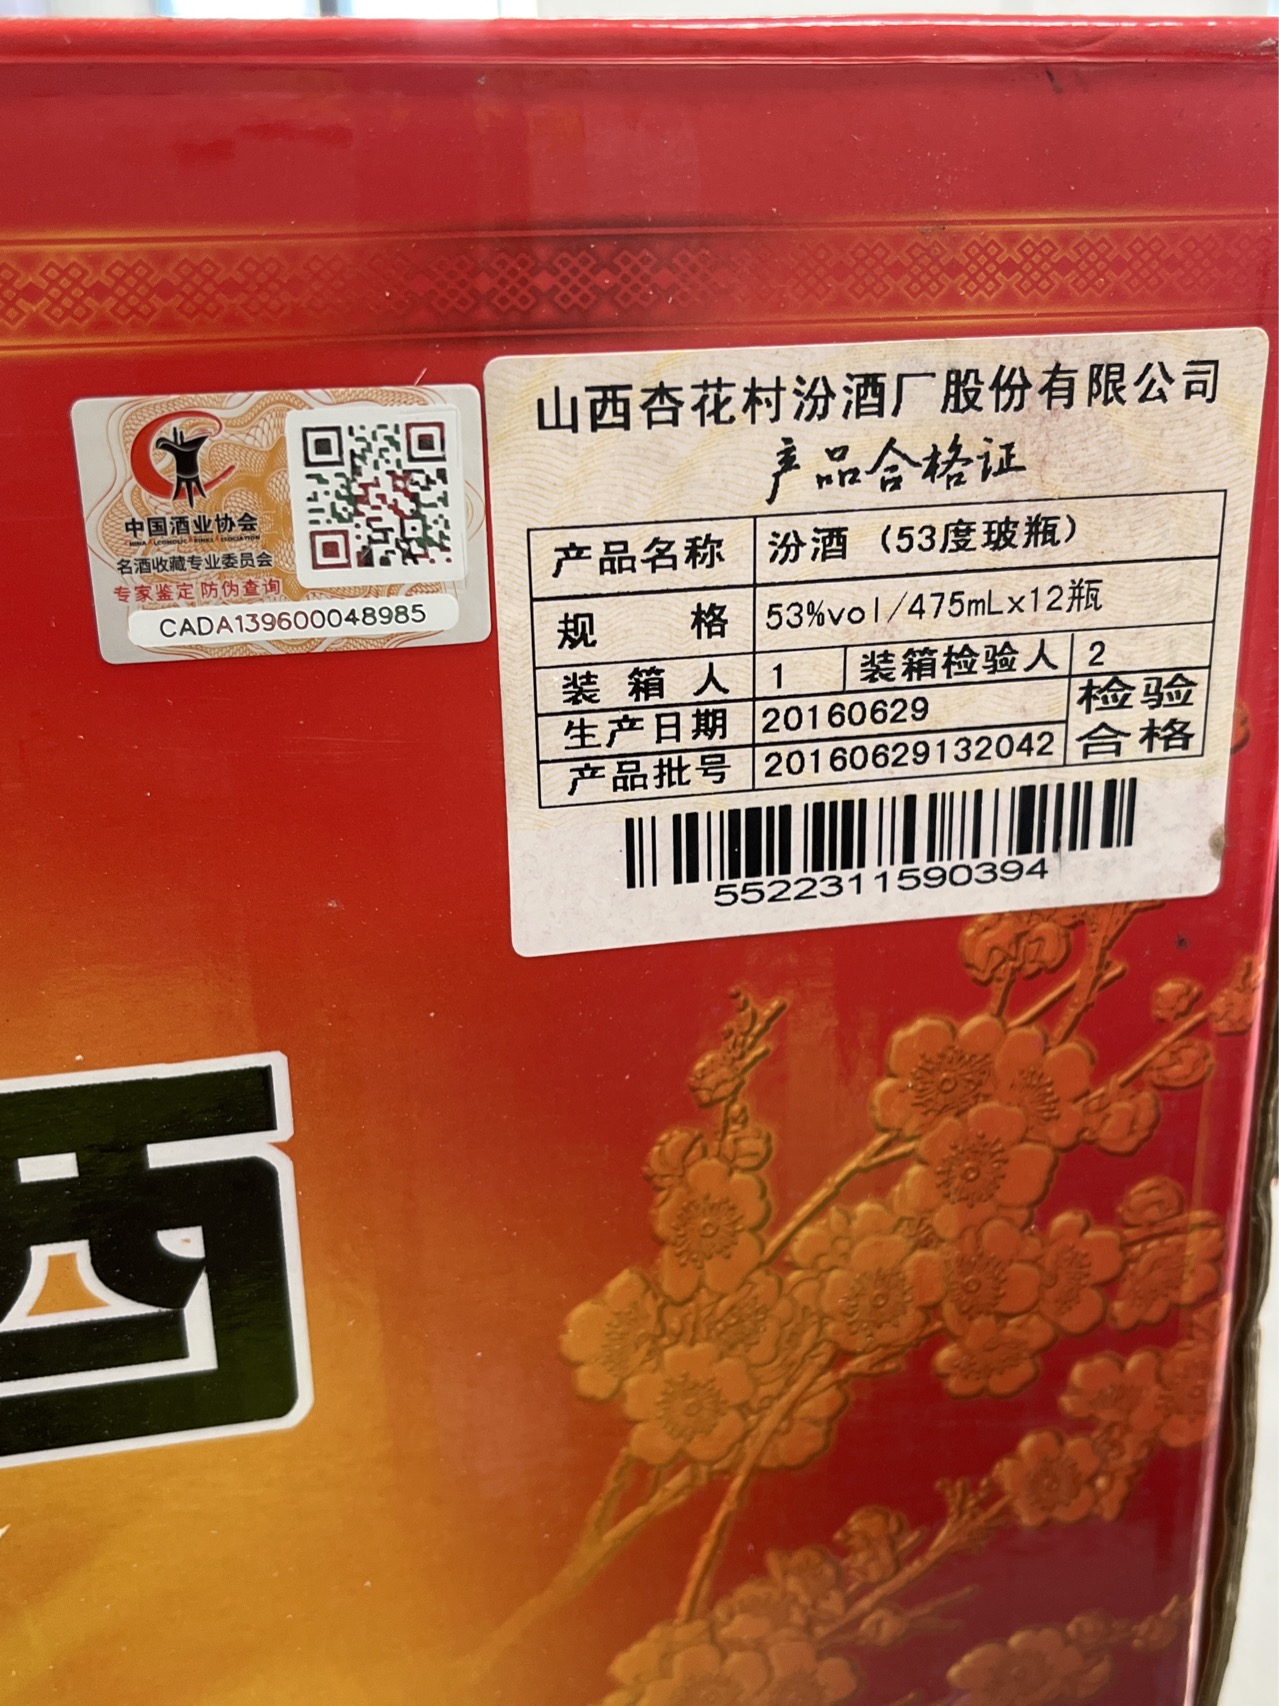 中国酒业协会
名酒收藏专业委员会
专家鉴定 防伪查询
CADA139600048985
山西杏花村汾酒厂股份有限公司
产品合格证
产品名称 汾酒（53度玻瓶）
规 格 53%vol/475mLx12瓶
装箱人 1 装箱检验人 2
生产日期 20160629 检验
产品批号 20160629132042 合格
5522311590394